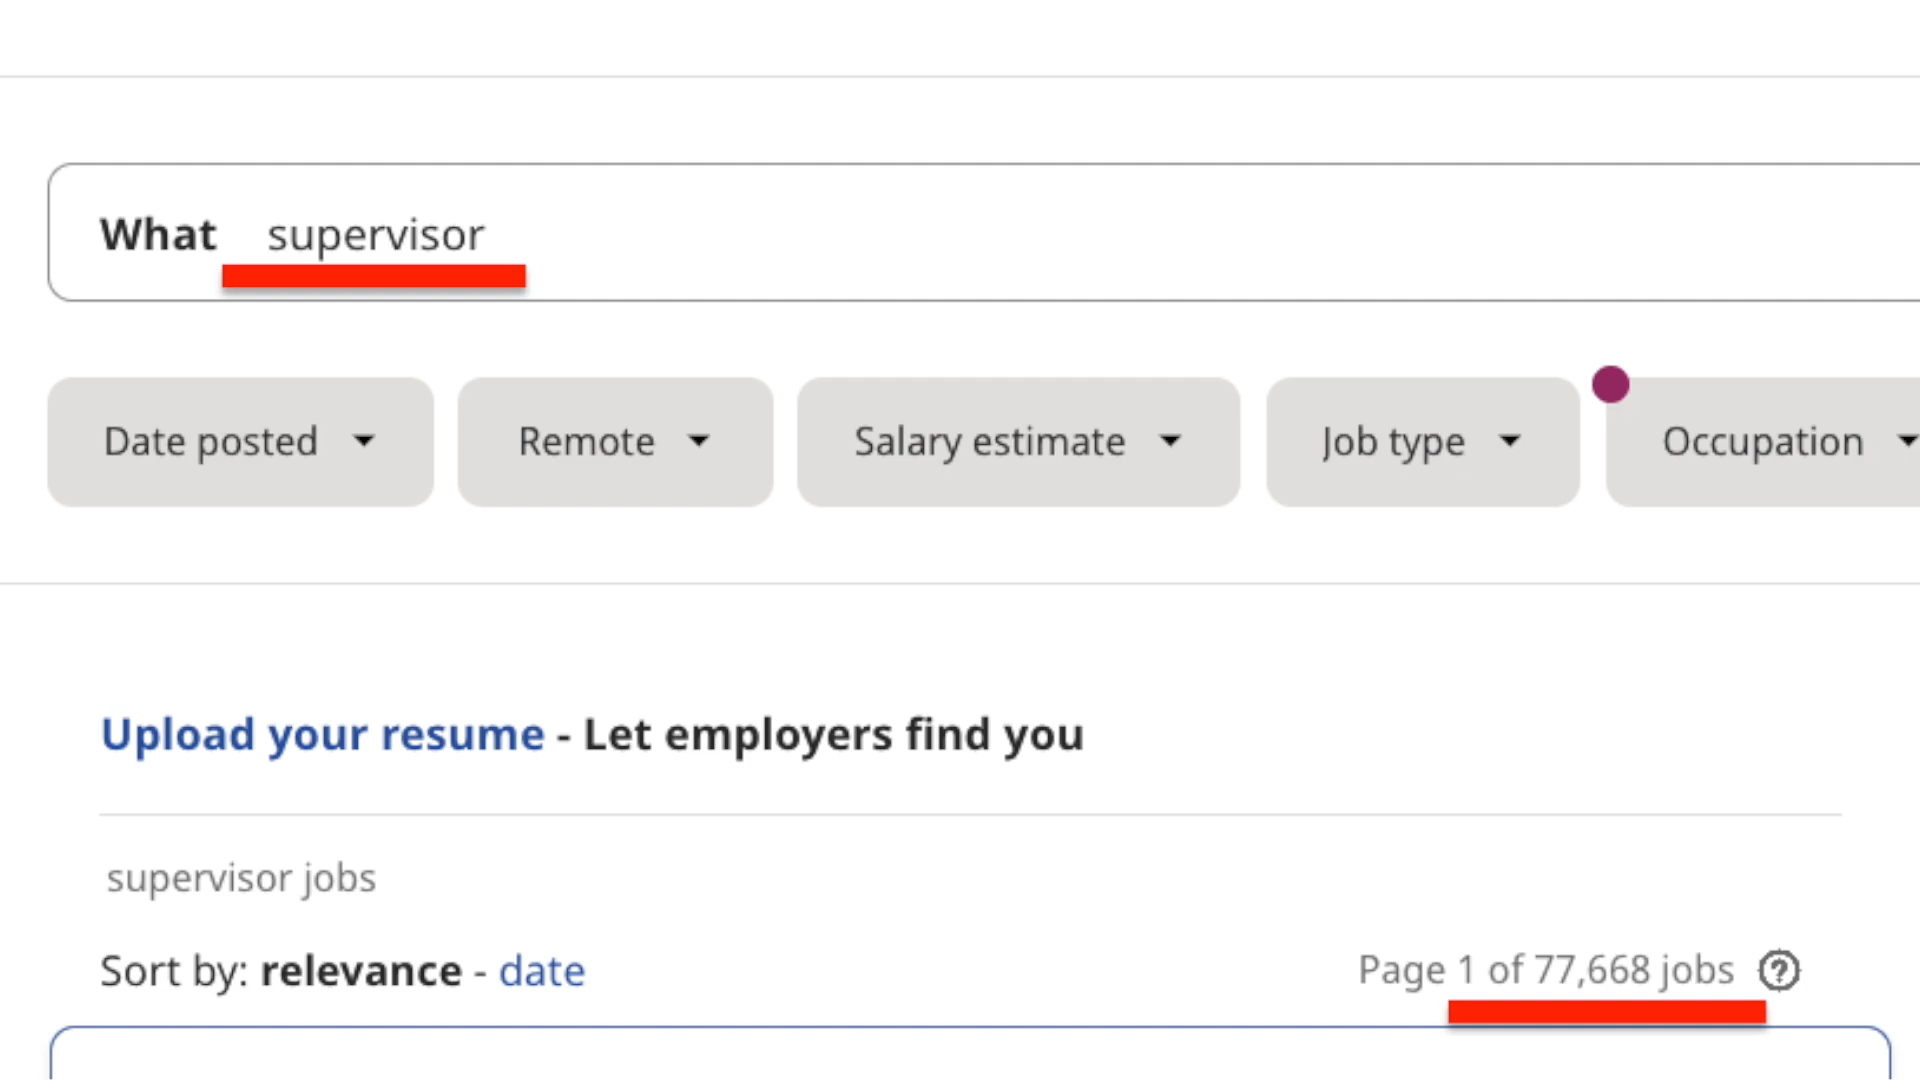 What supervisor
Date posted Remote Salary estimate Job type Occupation
Upload your resume - Let employers find you
supervisor jobs
Sort by: relevance - date Page 1 of 77,668 jobs ?